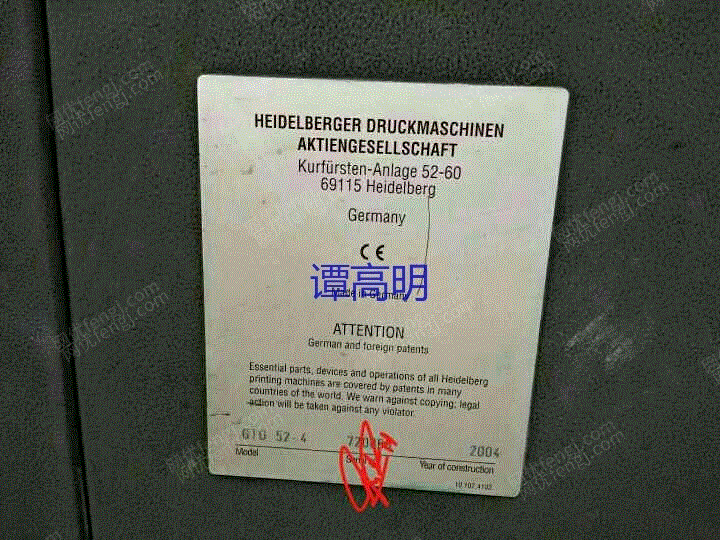 HEIDELBERGER DRUCKMASCHINEN
AKTIENGESELLSCHAFT
Kurfürsten-Anlage 52-60
69115 Heidelberg
Germany
CE
谭高明
Made in Germany
ATTENTION
German and foreign patents
Essential parts, devices and operations of all Heidelberg
printing machines are covered by patents in many
countries of the world. We warn against copying; legal
action will be taken against any violator.
GTO 52-4 2004
Model Year of construction